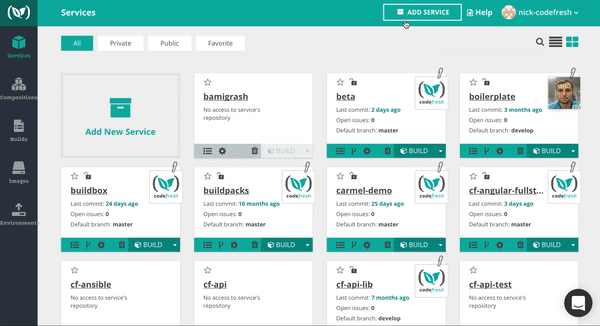 Services
ADD SERVICE
Help
nick-codefresh
All
Private
Public
Favorite
Services
Compositions
Builds
Images
Environments
Add New Service
bamigrash
No access to service's
repository
BUILD
beta
Last commit: 2 days ago
Open issues: 0
Default branch: master
BUILD
codefresh
boilerplate
Last commit: 3 months ago
Open issues: 0
Default branch: develop
BUILD
buildbox
Last commit: 24 days ago
Open issues: 0
Default branch: master
BUILD
codefresh
buildpacks
Last commit: 10 months ago
Open issues: 0
Default branch: master
BUILD
codefresh
carmel-demo
Last commit: 25 days ago
Open issues: 0
Default branch: master
BUILD
codefresh
cf-angular-fullst...
Last commit: 3 days ago
Open issues: 0
Default branch: master
BUILD
codefresh
cf-ansible
No access to service's
repository
cf-api
No access to service's
repository
cf-api-lib
Last commit: 7 months ago
Open issues: 0
Default branch: develop
codefresh
cf-api-test
No access to service's
repository